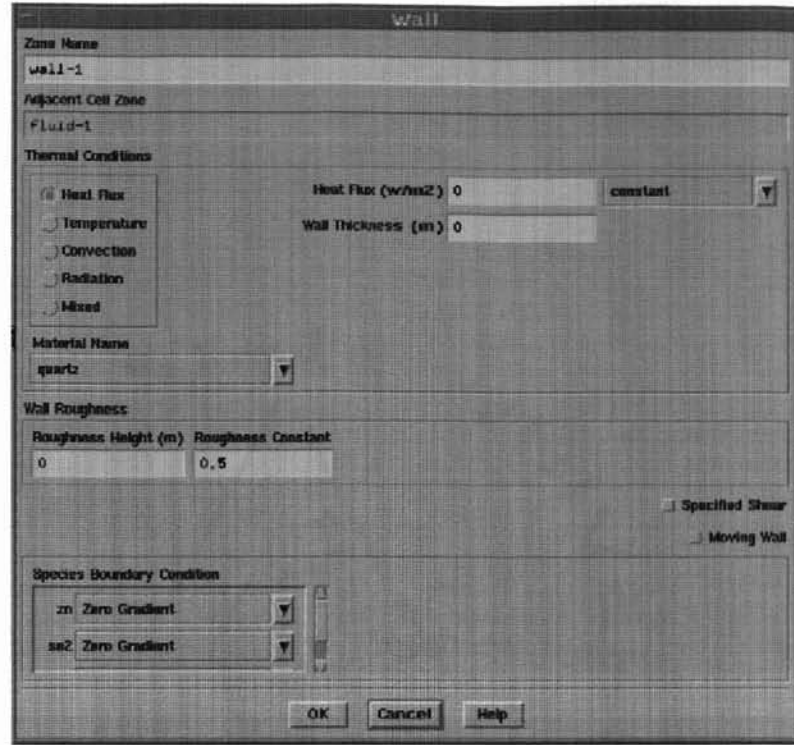 Wall
Zone Name
wall-1
Adjacent Cell Zone
fluid-1
Thermal Conditions
Heat Flux
Temperature
Convection
Radiation
Mixed
Heat Flux (w/m2) 0 constant
Wall Thickness (m) 0
Material Name
quartz
Wall Roughness
Roughness Height (m) Roughness Constant
0 0.5
Specified Shear
Moving Wall
Species Boundary Condition
zn Zero Gradient
se2 Zero Gradient
OK Cancel Help